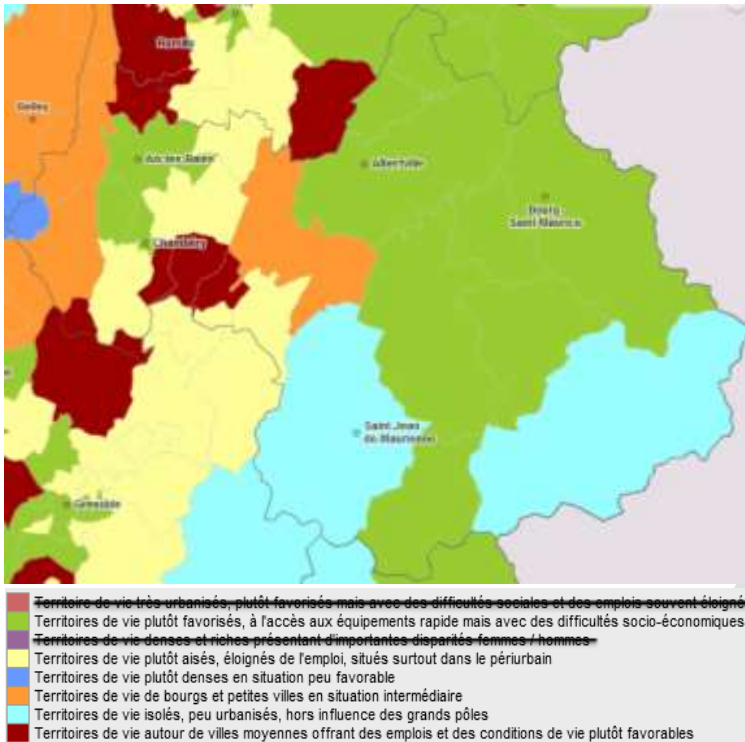 Rumilly
Belley
Aix-les-Bains
Albertville
Bourg
Saint Maurice
Chambéry
Saint Jean
de Maurienne
Grenoble
Territoire de vie très urbanisés, plutôt favorisés mais avec des difficultés sociales et des emplois souvent éloigné
Territoires de vie plutôt favorisés, à l'accès aux équipements rapide mais avec des difficultés socio-économiques
Territoires de vie denses et riches présentant d'importantes disparités femmes / hommes
Territoires de vie plutôt aisés, éloignés de l'emploi, situés surtout dans le périurbain
Territoires de vie plutôt denses en situation peu favorable
Territoires de vie de bourgs et petites villes en situation intermédiaire
Territoires de vie isolés, peu urbanisés, hors influence des grands pôles
Territoires de vie autour de villes moyennes offrant des emplois et des conditions de vie plutôt favorables